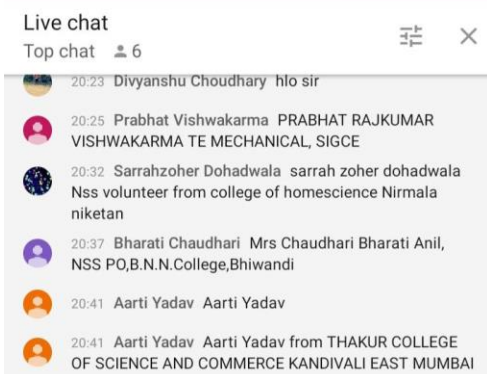 Live chat
Top chat 6
20:23 Divyanshu Choudhary hlo sir
20:25 Prabhat Vishwakarma PRABHAT RAJKUMAR
VISHWAKARMA TE MECHANICAL, SIGCE
20:32 Sarrahzoher Dohadwala sarrah zoher dohadwala
Nss volunteer from college of homescience Nirmala
niketan
20:37 Bharati Chaudhari Mrs Chaudhari Bharati Anil,
NSS PO,B.N.N.College,Bhiwandi
20:41 Aarti Yadav Aarti Yadav
20:41 Aarti Yadav Aarti Yadav from THAKUR COLLEGE
OF SCIENCE AND COMMERCE KANDIVALI EAST MUMBAI